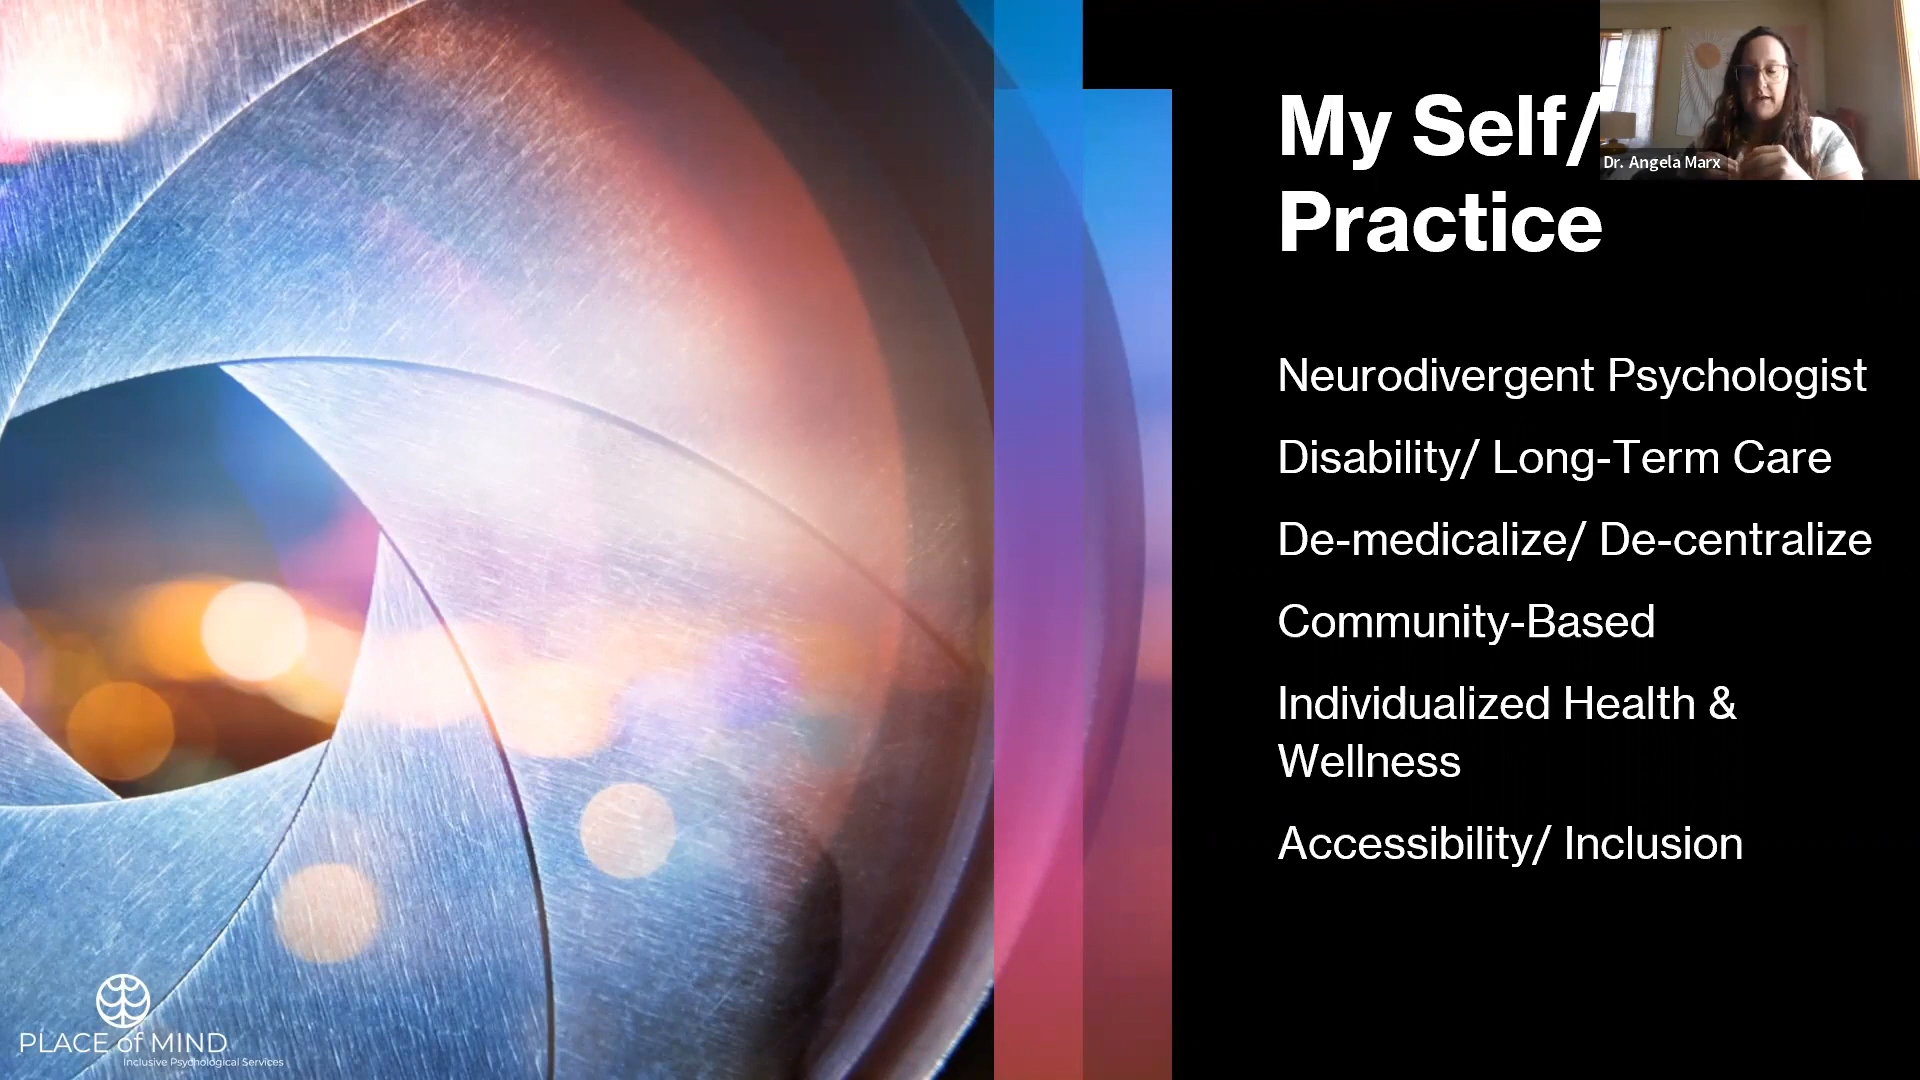 My Self/
Practice
Dr. Angela Marx
Neurodivergent Psychologist
Disability/ Long-Term Care
De-medicalize/ De-centralize
Community-Based
Individualized Health &
Wellness
Accessibility/ Inclusion
PLACE of MIND
Inclusive Psychological Services